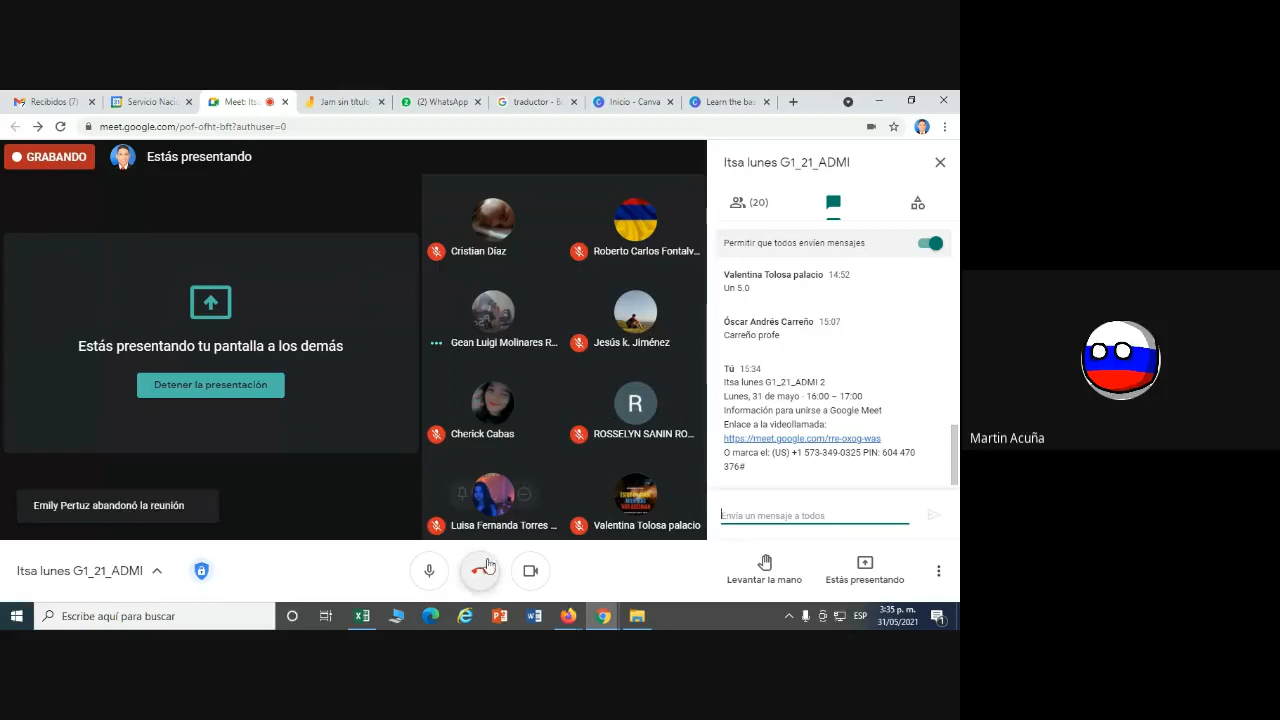 Recibidos (7)
Servicio Naci
Meet: Its
Jam sin título
(2) WhatsApp
traductor - B
Inicio - Canva
Learn the ba
meet.google.com/pof-ofht-bft?authuser=0
GRABANDO
Estás presentando
Estás presentando tu pantalla a los demás
Detener la presentación
Emily Pertuz abandonó la reunión
Cristian Díaz
Roberto Carlos Fontalv...
Gean Luigi Molinares R...
Jesús k. Jiménez
Cherick Cabas
R
ROSSELYN SANIN RO...
Luisa Fernanda Torres ...
Valentina Tolosa palacio
Itsa lunes G1_21_ADMI
(20)
Permitir que todos envíen mensajes
Valentina Tolosa palacio 14:52
Un 5.0
Óscar Andrés Carreño 15:07
Carreño profe
Tú 15:34
Itsa lunes G1_21_ADMI 2
Lunes, 31 de mayo · 16:00 – 17:00
Información para unirse a Google Meet
Enlace a la videollamada:
https://meet.google.com/rre-oxog-was
O marca el: (US) +1 573-349-0325 PIN: 604 470
376#
Envía un mensaje a todos
Itsa lunes G1_21_ADMI
Levantar la mano
Estás presentando
Escribe aquí para buscar
ESP
3:35 p. m.
31/05/2021
1
Martin Acuña